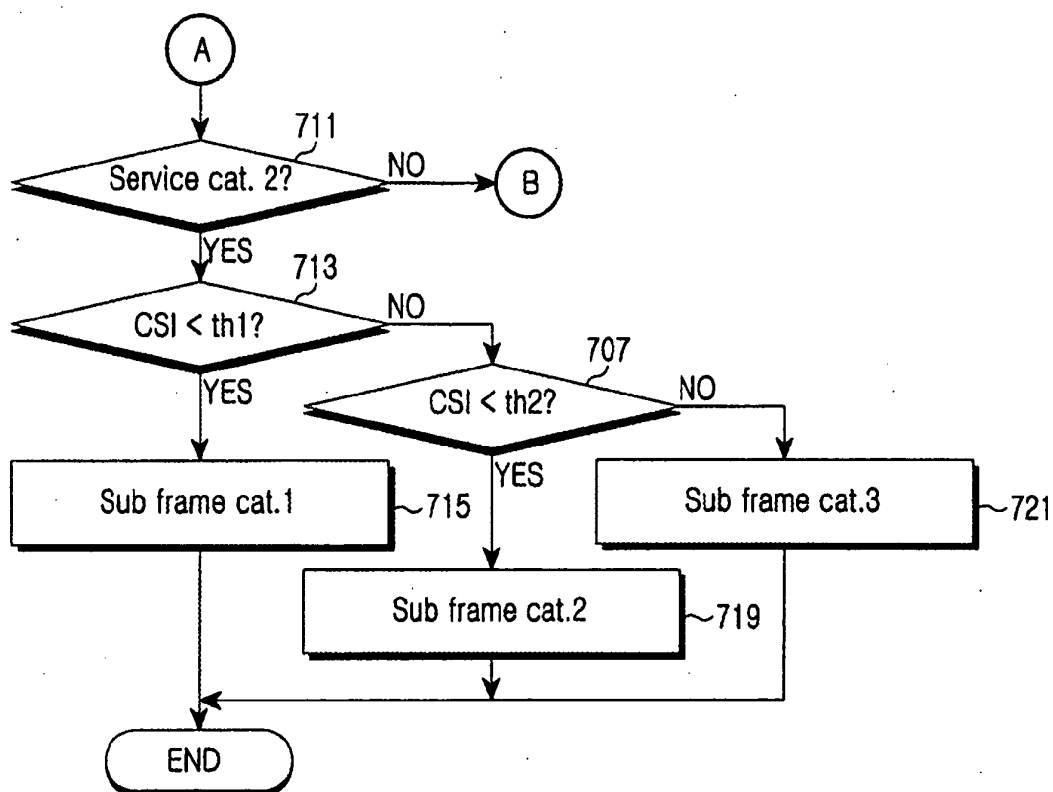 A
711
Service cat. 2?
NO
B
YES
713
CSI < th1?
NO
707
YES
CSI < th2?
NO
YES
Sub frame cat.1
715
Sub frame cat.3
721
Sub frame cat.2
719
END